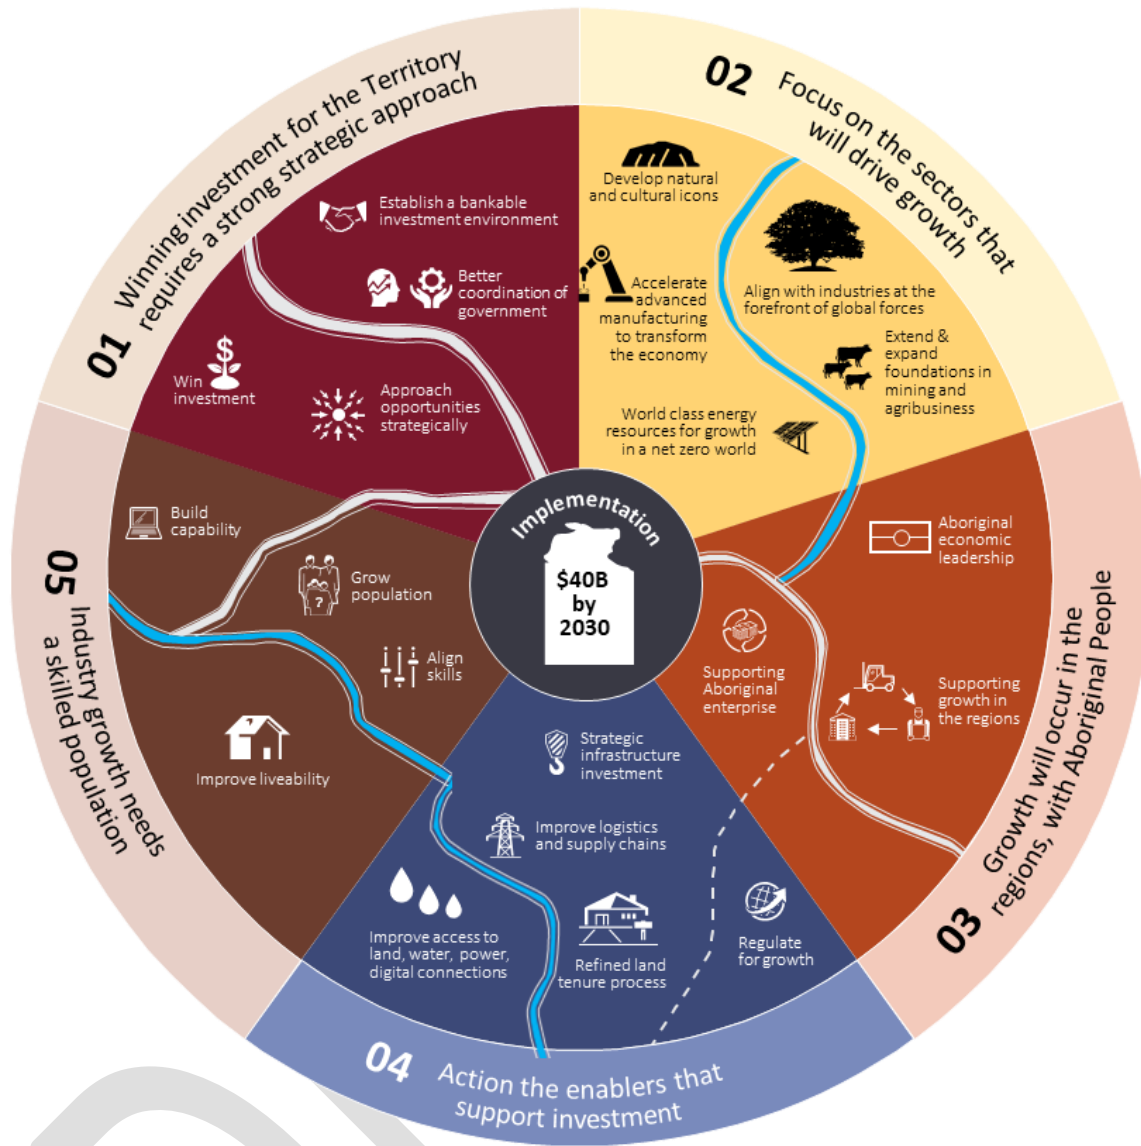 01
Winning investment for the Territory
requires a strong strategic approach
Establish a bankable
investment environment
Better
coordination of
government
Win
investment
Approach
opportunities
strategically
02
Focus on the sectors that
will drive growth
Develop natural
and cultural icons
Align with industries at the
forefront of global forces
Accelerate
advanced
manufacturing
to transform
the economy
Extend &
expand
foundations in
mining and
agribusiness
World class energy
resources for growth
in a net zero world
03
Growth will occur in the
regions, with Aboriginal People
Aboriginal
economic
leadership
Supporting
Aboriginal
enterprise
Supporting
growth in
the regions
04
Action the enablers that
support investment
Strategic
infrastructure
investment
Improve logistics
and supply chains
Improve access to
land, water, power,
digital connections
Refined land
tenure process
Regulate
for growth
05
Industry growth needs
a skilled population
Build
capability
Grow
population
?
Align
skills
Improve liveability
Implementation
$40B
by
2030